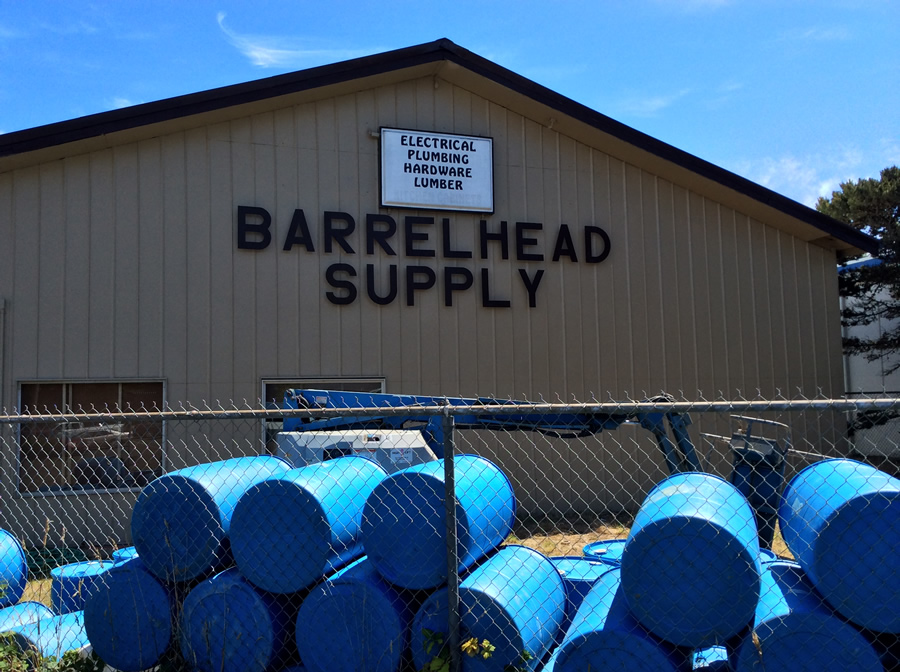 ELECTRICAL
PLUMBING
HARDWARE
LUMBER
BARRELHEAD
SUPPLY